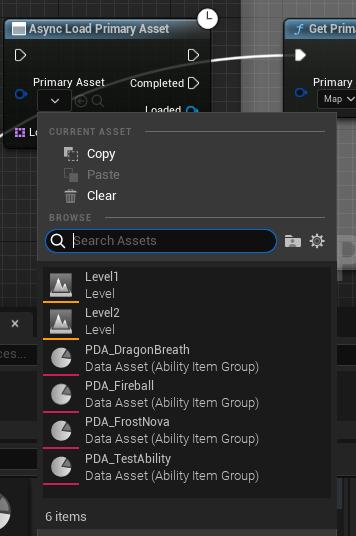 Async Load Primary Asset
f Get Prim
Primary Asset
Completed
Primary
Map
Loaded
Lo
CURRENT ASSET
Copy
Paste
Clear
BROWSE
Search Assets
Level1
Level
Level2
Level
PDA_DragonBreath
Data Asset (Ability Item Group)
PDA_Fireball
Data Asset (Ability Item Group)
PDA_FrostNova
Data Asset (Ability Item Group)
PDA_TestAbility
Data Asset (Ability Item Group)
6 items